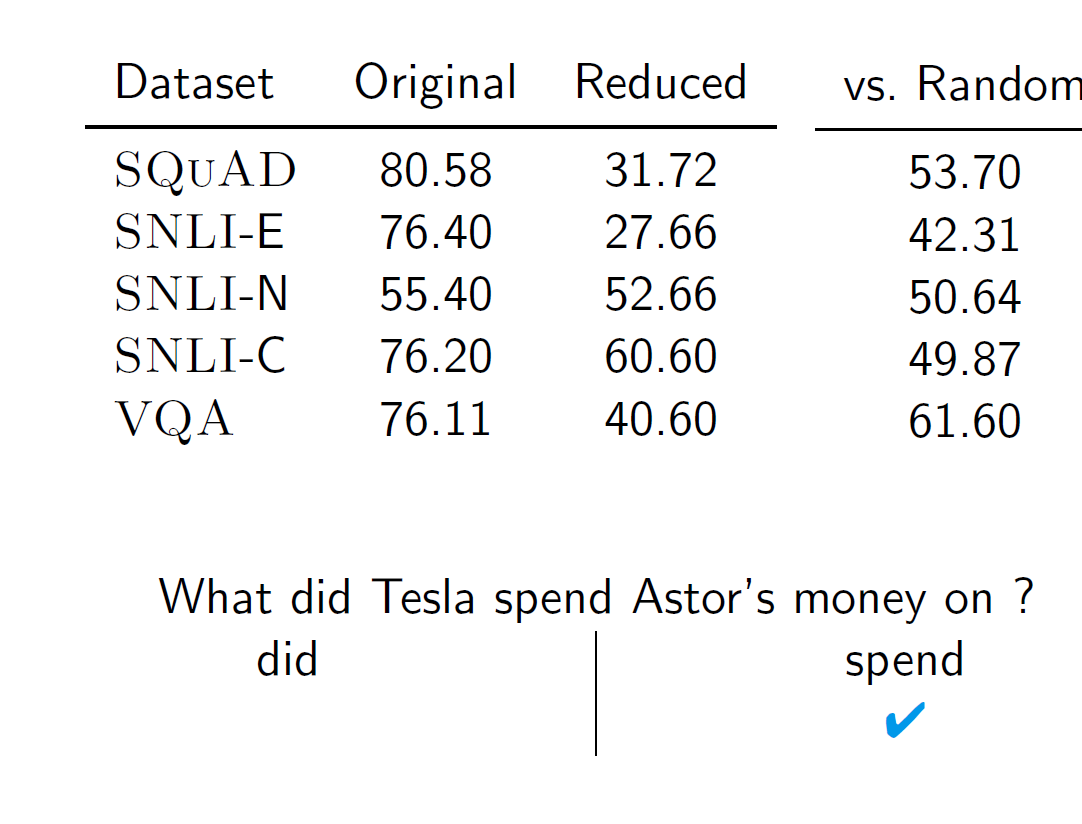 Dataset Original Reduced vs. Random
SQuAD 80.58 31.72 53.70
SNLI-E 76.40 27.66 42.31
SNLI-N 55.40 52.66 50.64
SNLI-C 76.20 60.60 49.87
VQA 76.11 40.60 61.60
What did Tesla spend Astor's money on ?
did spend
✔